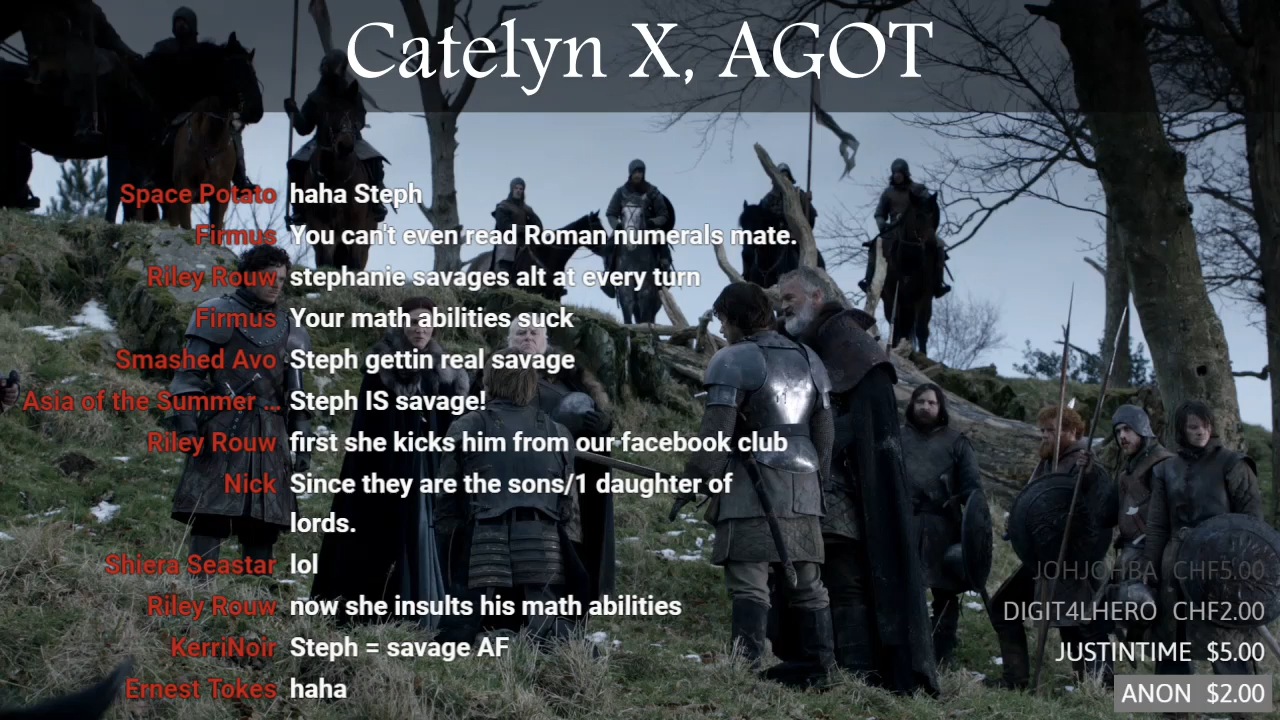 Catelyn X, AGOT
Space Potato haha Steph
Firmus You can't even read Roman numerals mate.
Riley Rouw stephanie savages alt at every turn
Firmus Your math abilities suck
Smashed Avo Steph gettin real savage
Asia of the Summer ... Steph IS savage!
Riley Rouw first she kicks him from our facebook club
Nick Since they are the sons/1 daughter of
lords.
Shiera Seastar lol
Riley Rouw now she insults his math abilities
KerriNoir Steph = savage AF
Ernest Tokes haha
JOHJOHBA CHF5.00
DIGIT4LHERO CHF2.00
JUSTINTIME $5.00
ANON $2.00